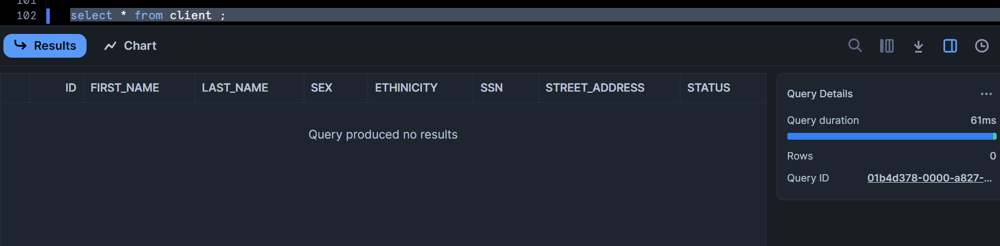 101
102 select * from client ;
Results Chart
ID FIRST_NAME LAST_NAME SEX ETHINICITY SSN STREET_ADDRESS STATUS
Query produced no results
Query Details
Query duration 61ms
Rows 0
Query ID 01b4d378-0000-a827-...